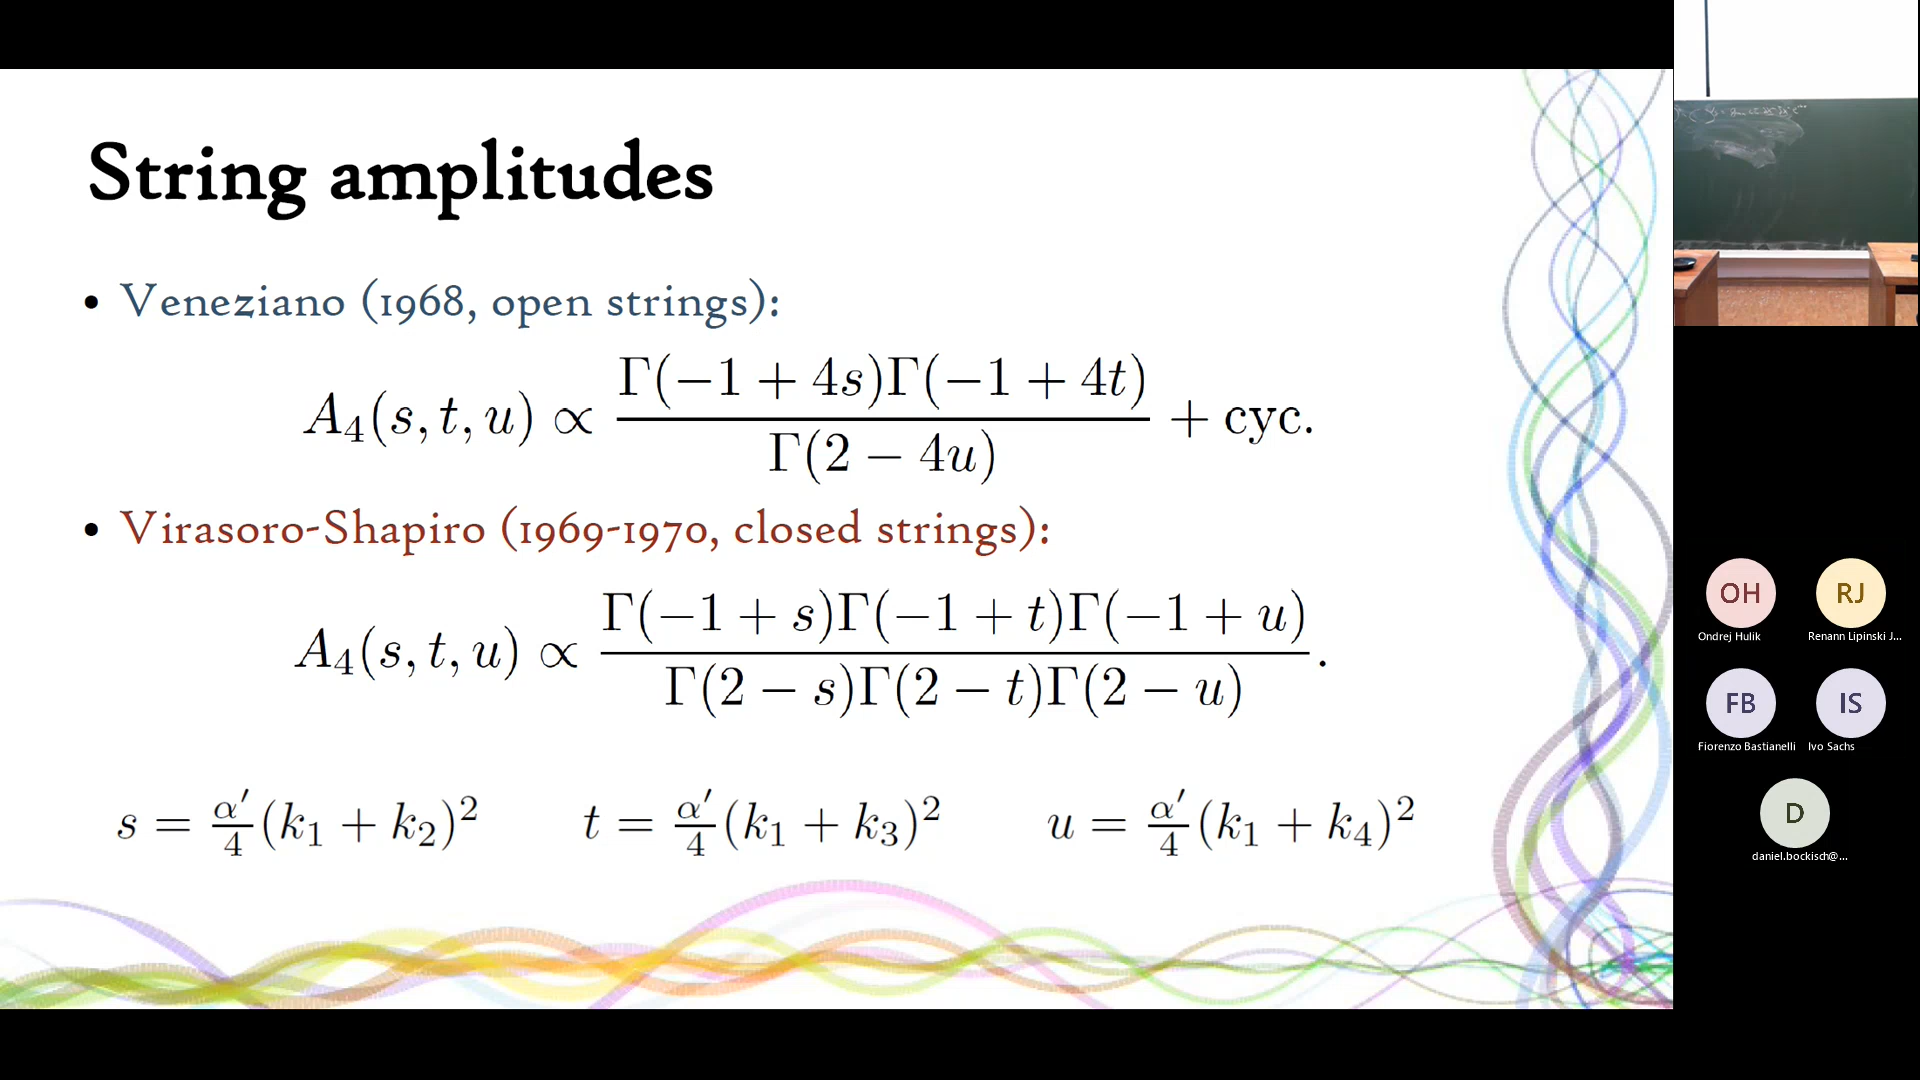 String amplitudes
• Veneziano (1968, open strings):
A₄(s, t, u) ∝ Γ(−1 + 4s)Γ(−1 + 4t) / Γ(2 − 4u) + cyc.
• Virasoro-Shapiro (1969-1970, closed strings):
A₄(s, t, u) ∝ Γ(−1 + s)Γ(−1 + t)Γ(−1 + u) / Γ(2 − s)Γ(2 − t)Γ(2 − u) .
s = α′/4 (k₁ + k₂)² t = α′/4 (k₁ + k₃)² u = α′/4 (k₁ + k₄)²
OH RJ
Ondrej Hulik Renann Lipinski J...
FB IS
Fiorenzo Bastianelli Ivo Sachs
D
daniel.bockisch@...